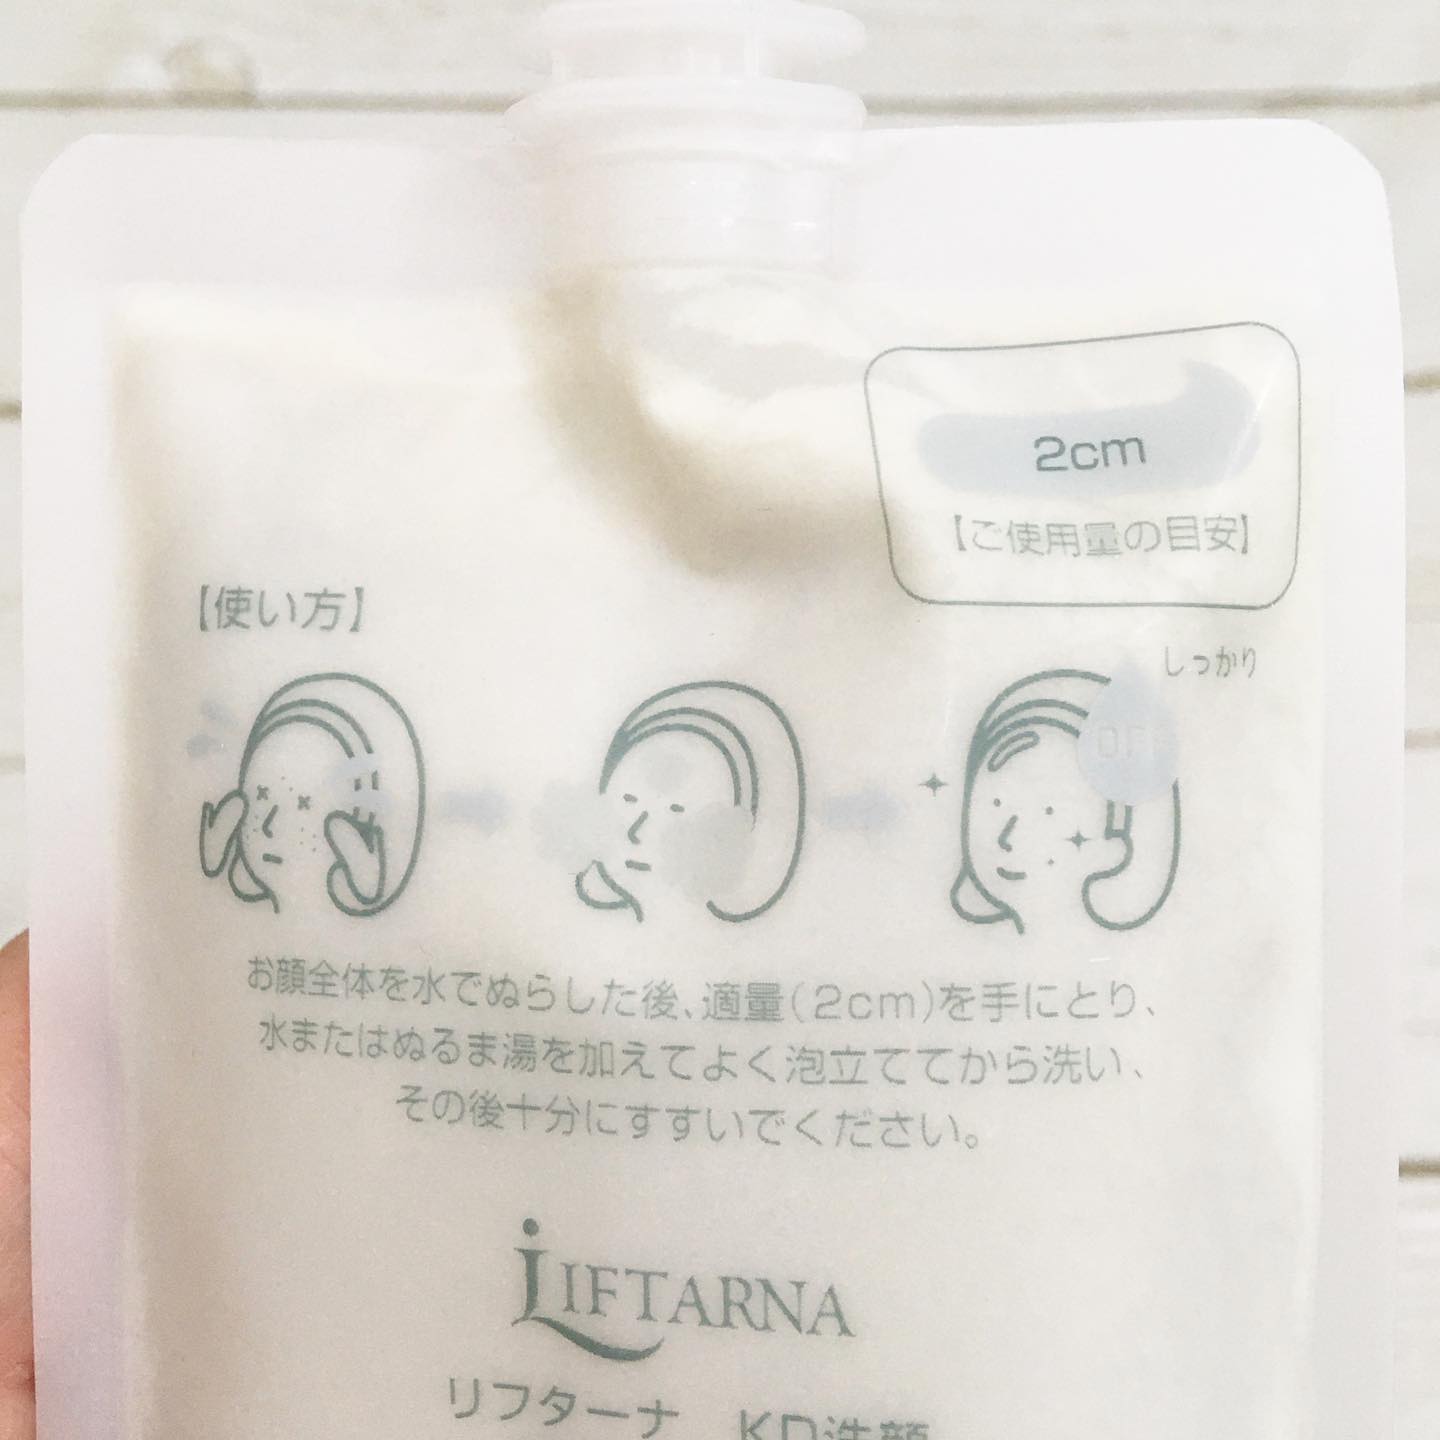 2cm
【ご使用量の目安】
【使い方】
しっかり
OFF
お顔全体を水でぬらした後、適量(2cm)を手にとり、
水またはぬるま湯を加えてよく泡立ててから洗い、
その後十分にすすいでください。
LIFTARNA
リフターナ KD洗顔